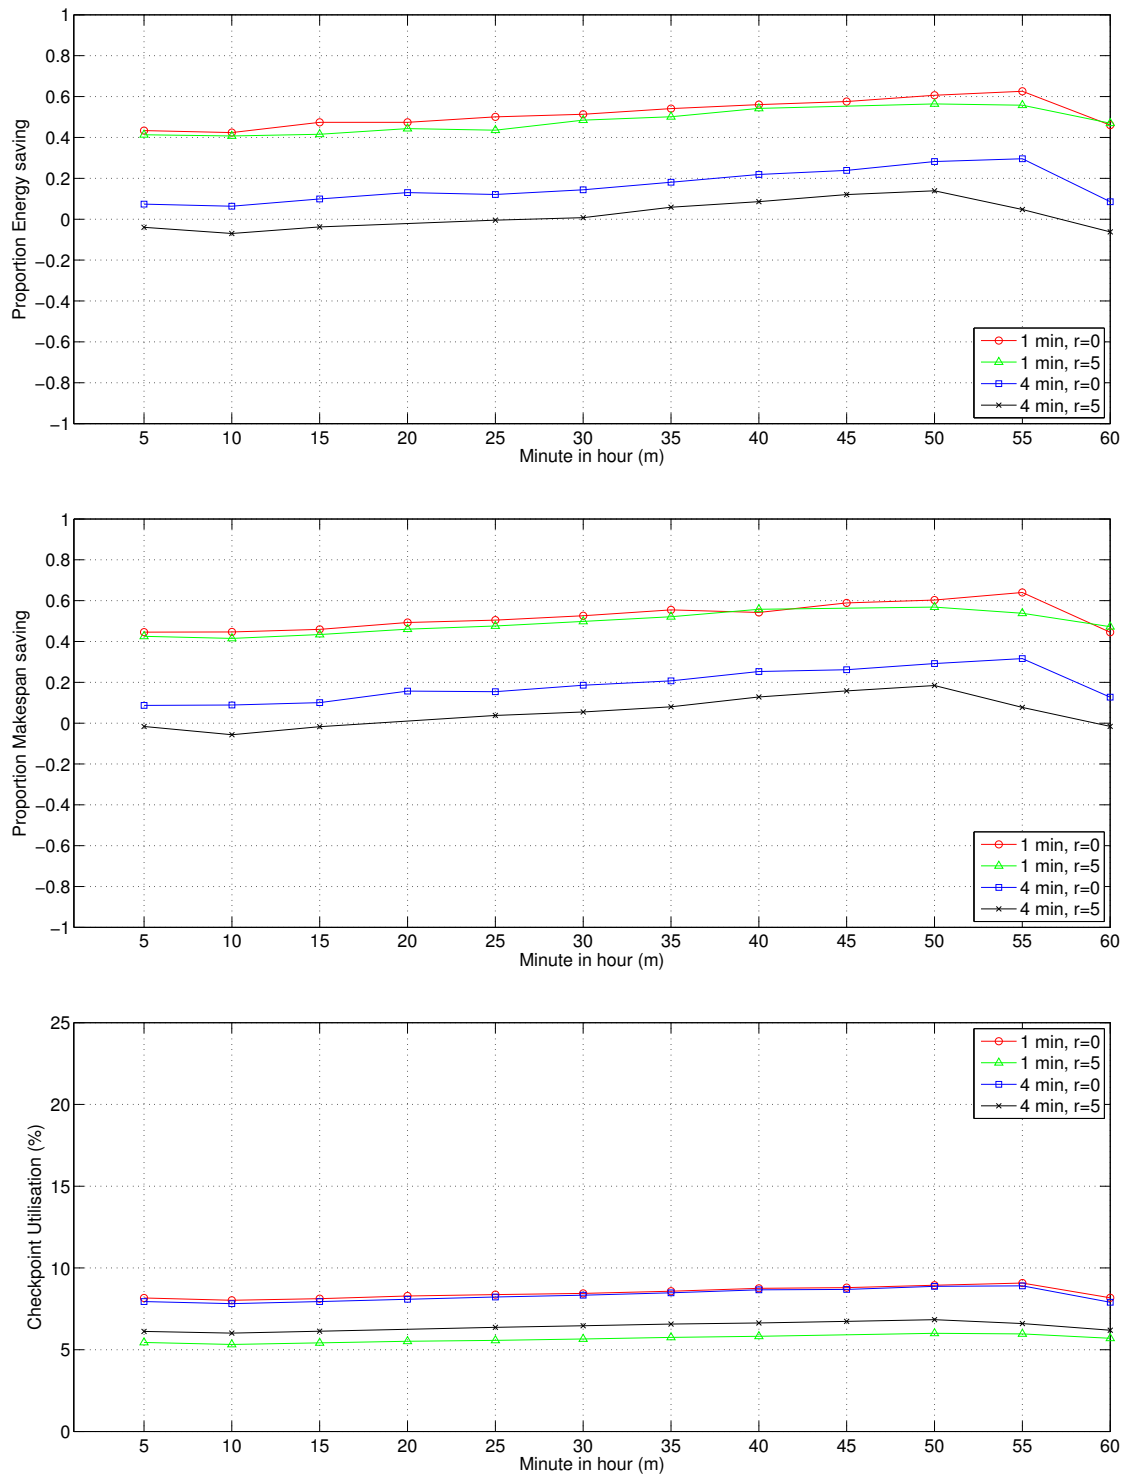 1
0.8
0.6
0.4
0.2
0
−0.2
−0.4
−0.6
−0.8
−1
Proportion Energy saving
5 10 15 20 25 30 35 40 45 50 55 60
Minute in hour (m)
1 min, r=0
1 min, r=5
4 min, r=0
4 min, r=5
1
0.8
0.6
0.4
0.2
0
−0.2
−0.4
−0.6
−0.8
−1
Proportion Makespan saving
5 10 15 20 25 30 35 40 45 50 55 60
Minute in hour (m)
1 min, r=0
1 min, r=5
4 min, r=0
4 min, r=5
25
20
15
10
5
0
Checkpoint Utilisation (%)
5 10 15 20 25 30 35 40 45 50 55 60
Minute in hour (m)
1 min, r=0
1 min, r=5
4 min, r=0
4 min, r=5